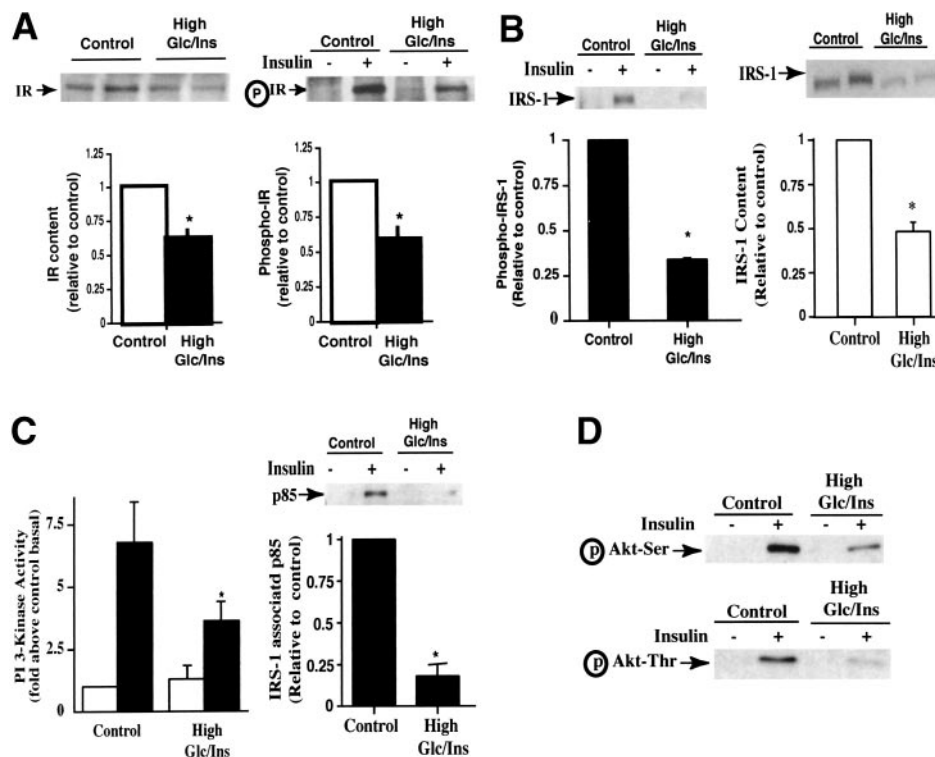 A
Control
High
Glc/Ins
IR
Control
High
Glc/Ins
Insulin - + - +
P IR
IR content
(relative to control)
1.25
1
0.75
0.5
0.25
0
Control High
Glc/Ins
Phospho-IR
(relative to control)
1.25
1
0.75
0.5
0.25
0
Control High
Glc/Ins
*
*
B
Control
High
Glc/Ins
Insulin - + - +
IRS-1
Control
High
Glc/Ins
IRS-1
Phospho-IRS-1
(Relative to control)
1
0.75
0.5
0.25
0
*
Control High
Glc/Ins
IRS-1 Content
(Relative to control)
1
0.75
0.5
0.25
0
*
Control High
Glc/Ins
C
PI 3-Kinase Activity
(fold above control basal)
7.5
5
2.5
0
*
Control High
Glc/Ins
Control
High
Glc/Ins
Insulin - + - +
p85
IRS-1 associatd p85
(Relative to control)
1
0.75
0.5
0.25
0
*
Control High
Glc/Ins
D
Control
High
Glc/Ins
Insulin - + - +
p Akt-Ser
Control
High
Glc/Ins
Insulin - + - +
p Akt-Thr